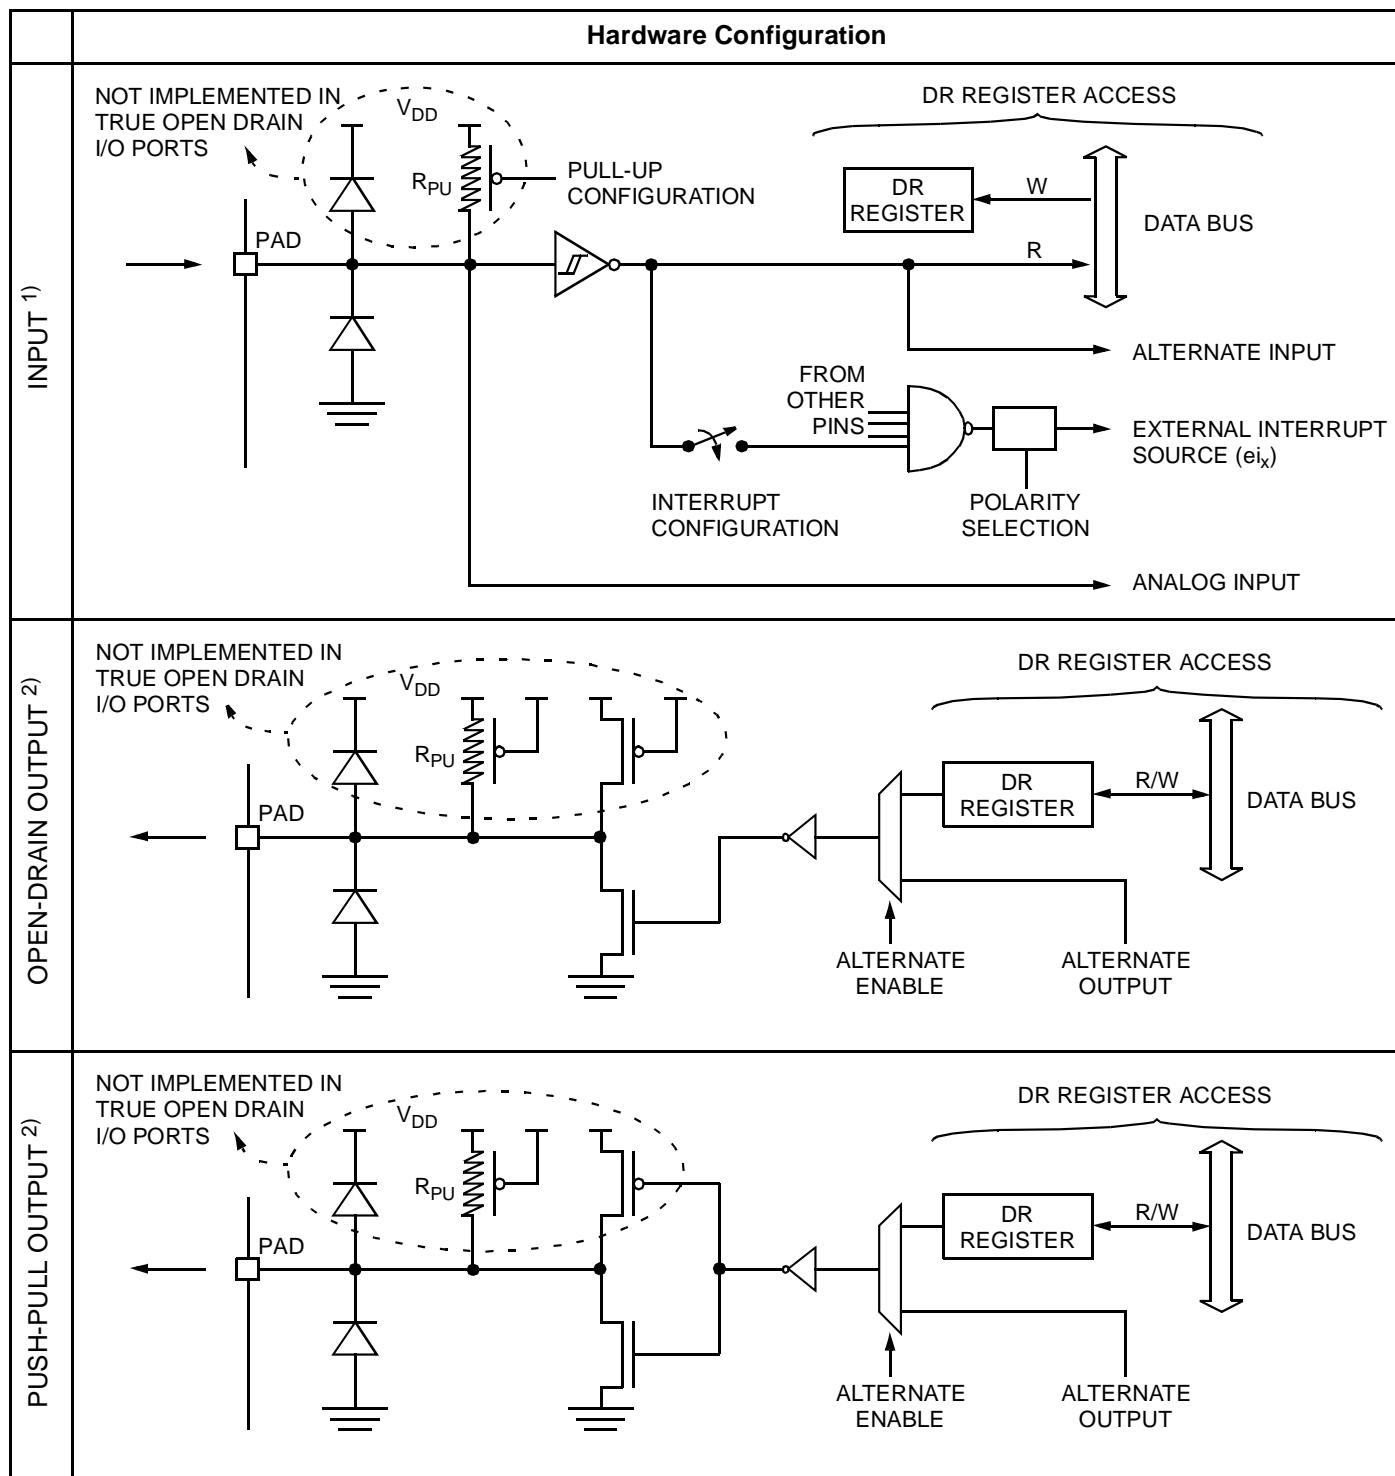 Hardware Configuration
INPUT 1)
NOT IMPLEMENTED IN
TRUE OPEN DRAIN
I/O PORTS
VDD
RPU
PULL-UP
CONFIGURATION
PAD
DR REGISTER ACCESS
DR
REGISTER
W
R
DATA BUS
ALTERNATE INPUT
FROM
OTHER
PINS
EXTERNAL INTERRUPT
SOURCE (eix)
INTERRUPT
CONFIGURATION
POLARITY
SELECTION
ANALOG INPUT
OPEN-DRAIN OUTPUT 2)
NOT IMPLEMENTED IN
TRUE OPEN DRAIN
I/O PORTS
VDD
RPU
PAD
DR REGISTER ACCESS
DR
REGISTER
R/W
DATA BUS
ALTERNATE
ENABLE
ALTERNATE
OUTPUT
PUSH-PULL OUTPUT 2)
NOT IMPLEMENTED IN
TRUE OPEN DRAIN
I/O PORTS
VDD
RPU
PAD
DR REGISTER ACCESS
DR
REGISTER
R/W
DATA BUS
ALTERNATE
ENABLE
ALTERNATE
OUTPUT